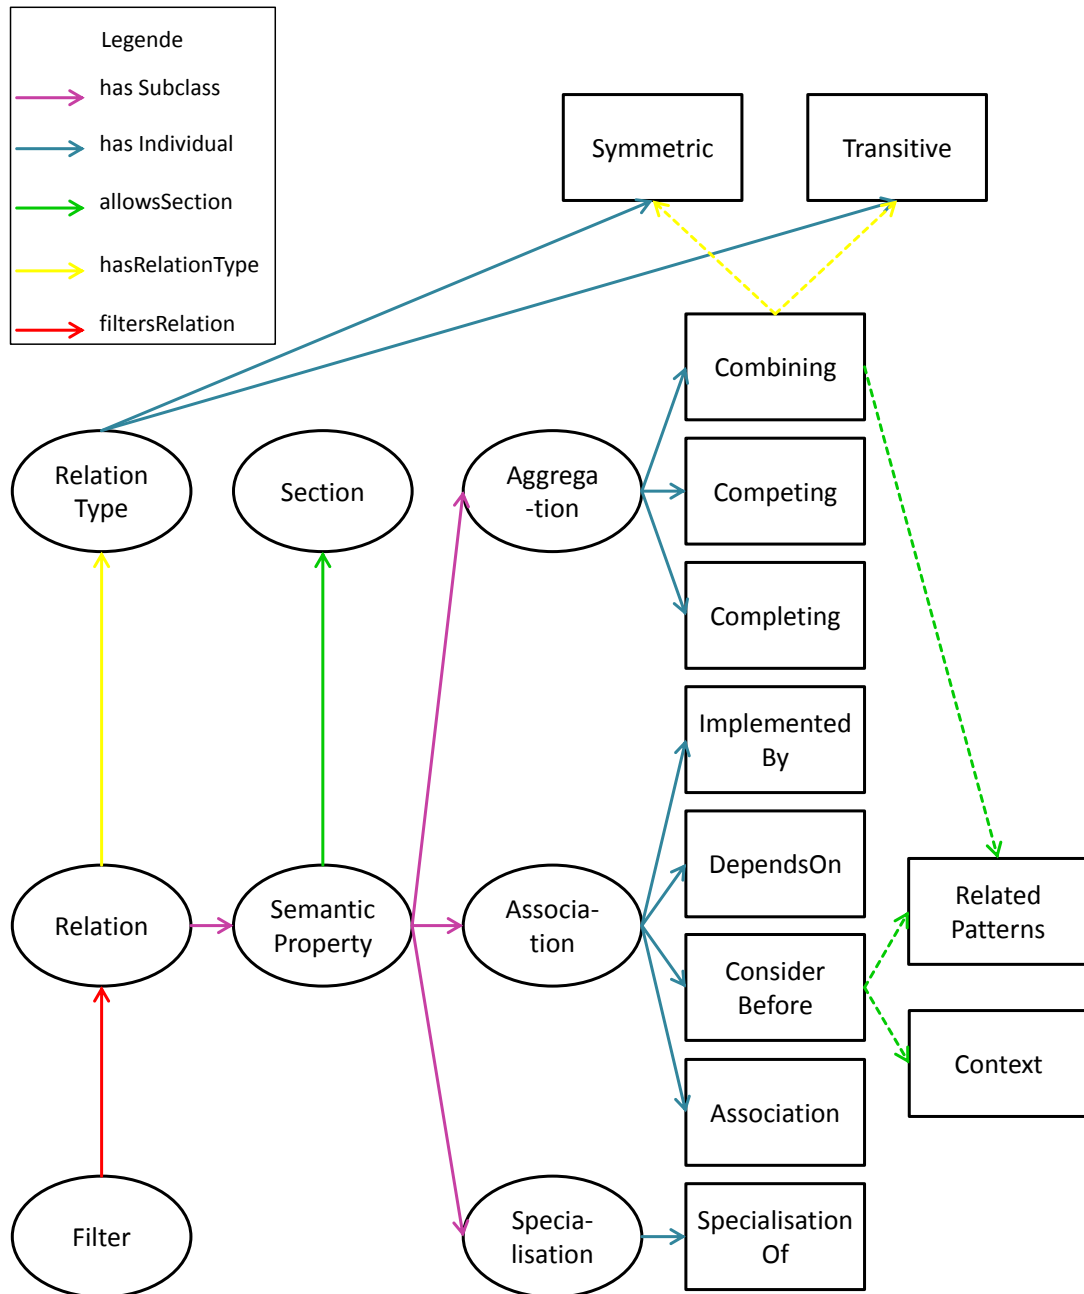 Legende
has Subclass
has Individual
allowsSection
hasRelationType
filtersRelation
Symmetric
Transitive
Combining
Relation
Type
Section
Aggrega
-tion
Competing
Completing
Implemented
By
DependsOn
Relation
Semantic
Property
Associa-
tion
Related
Patterns
Consider
Before
Context
Association
Filter
Specia-
lisation
Specialisation
Of